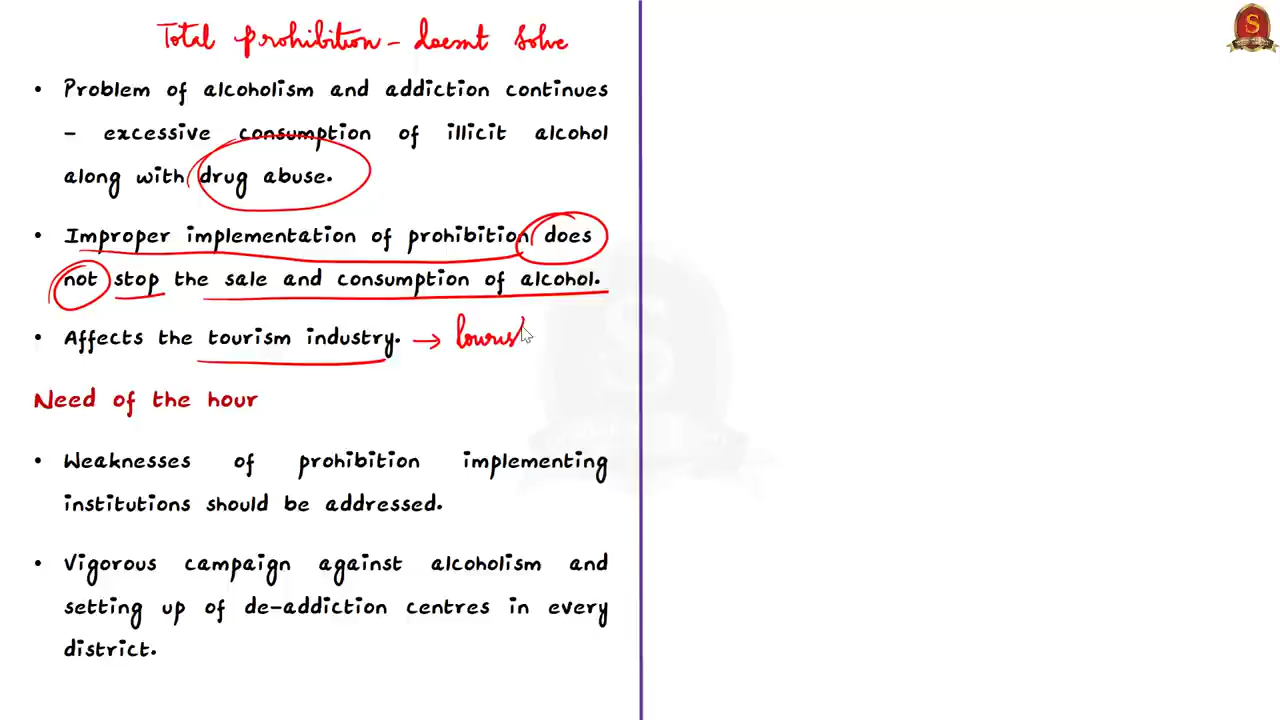 Total prohibition - doesnt solve
• Problem of alcoholism and addiction continues
- excessive consumption of illicit alcohol
along with drug abuse.
• Improper implementation of prohibition does
not stop the sale and consumption of alcohol.
• Affects the tourism industry. → tourist
Need of the hour
• Weaknesses of prohibition implementing
institutions should be addressed.
• Vigorous campaign against alcoholism and
setting up of de-addiction centres in every
district.
S